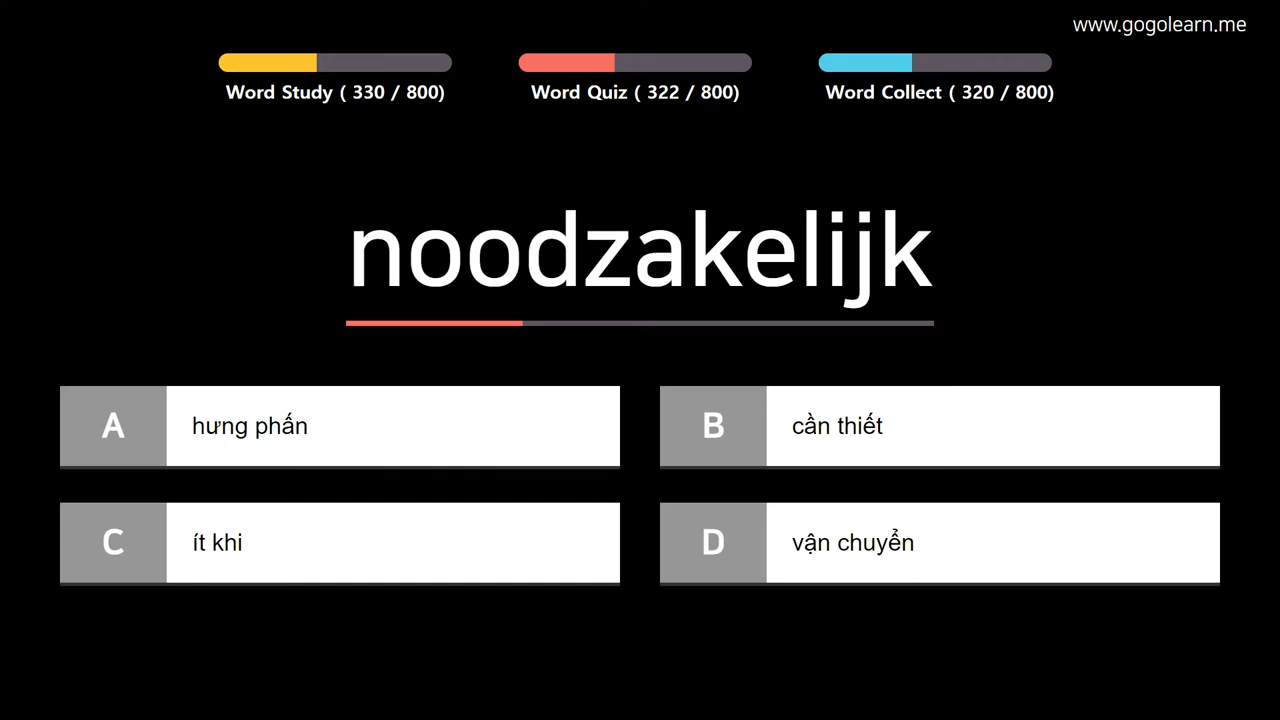 www.gogolearn.me
Word Study ( 330 / 800)
Word Quiz ( 322 / 800)
Word Collect ( 320 / 800)
noodzakelijk
A hưng phấn
B cần thiết
C ít khi
D vận chuyển